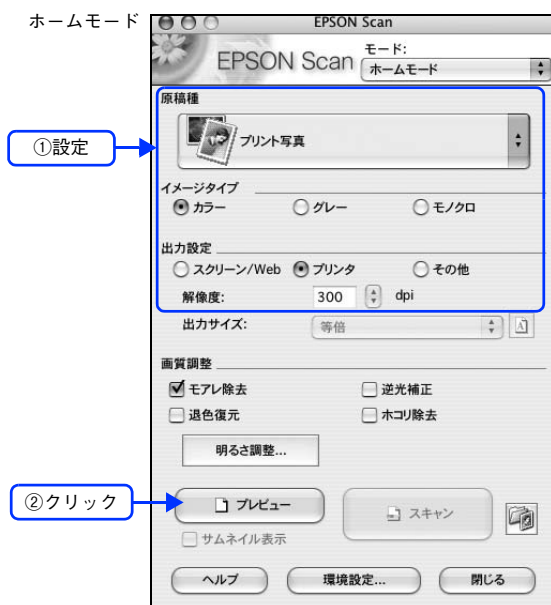 ホームモード
EPSON Scan
EPSON Scan
モード:
ホームモード
原稿種
①設定
プリント写真
イメージタイプ
カラー グレー モノクロ
出力設定
スクリーン/Web プリンタ その他
解像度: 300 dpi
出力サイズ: 等倍
画質調整
モアレ除去 逆光補正
退色復元 ホコリ除去
明るさ調整...
②クリック
プレビュー スキャン
サムネイル表示
ヘルプ 環境設定... 閉じる